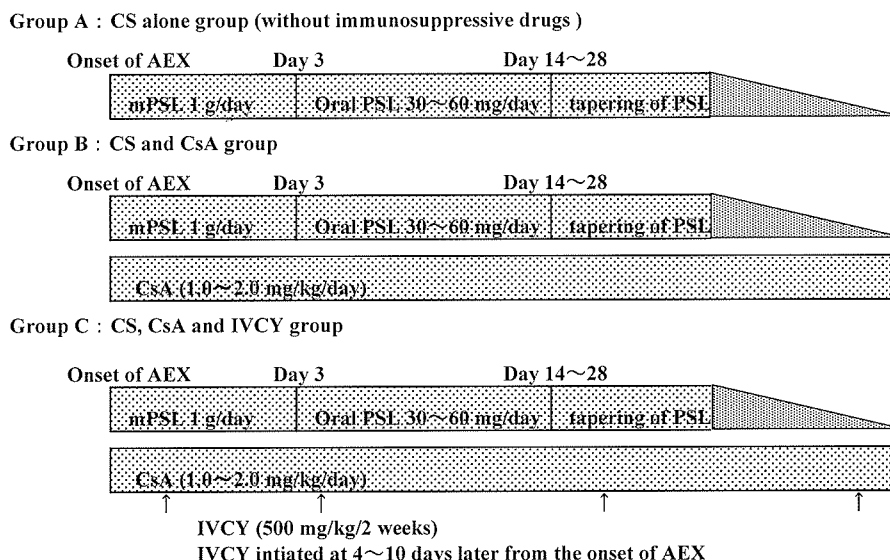 Group A : CS alone group (without immunosuppressive drugs )
Onset of AEX Day 3 Day 14～28
mPSL 1 g/day Oral PSL 30～60 mg/day tapering of PSL
Group B : CS and CsA group
Onset of AEX Day 3 Day 14～28
mPSL 1 g/day Oral PSL 30～60 mg/day tapering of PSL
CsA (1.0～2.0 mg/kg/day)
Group C : CS, CsA and IVCY group
Onset of AEX Day 3 Day 14～28
mPSL 1 g/day Oral PSL 30～60 mg/day tapering of PSL
CsA (1.0～2.0 mg/kg/day)
IVCY (500 mg/kg/2 weeks)
IVCY intiated at 4～10 days later from the onset of AEX